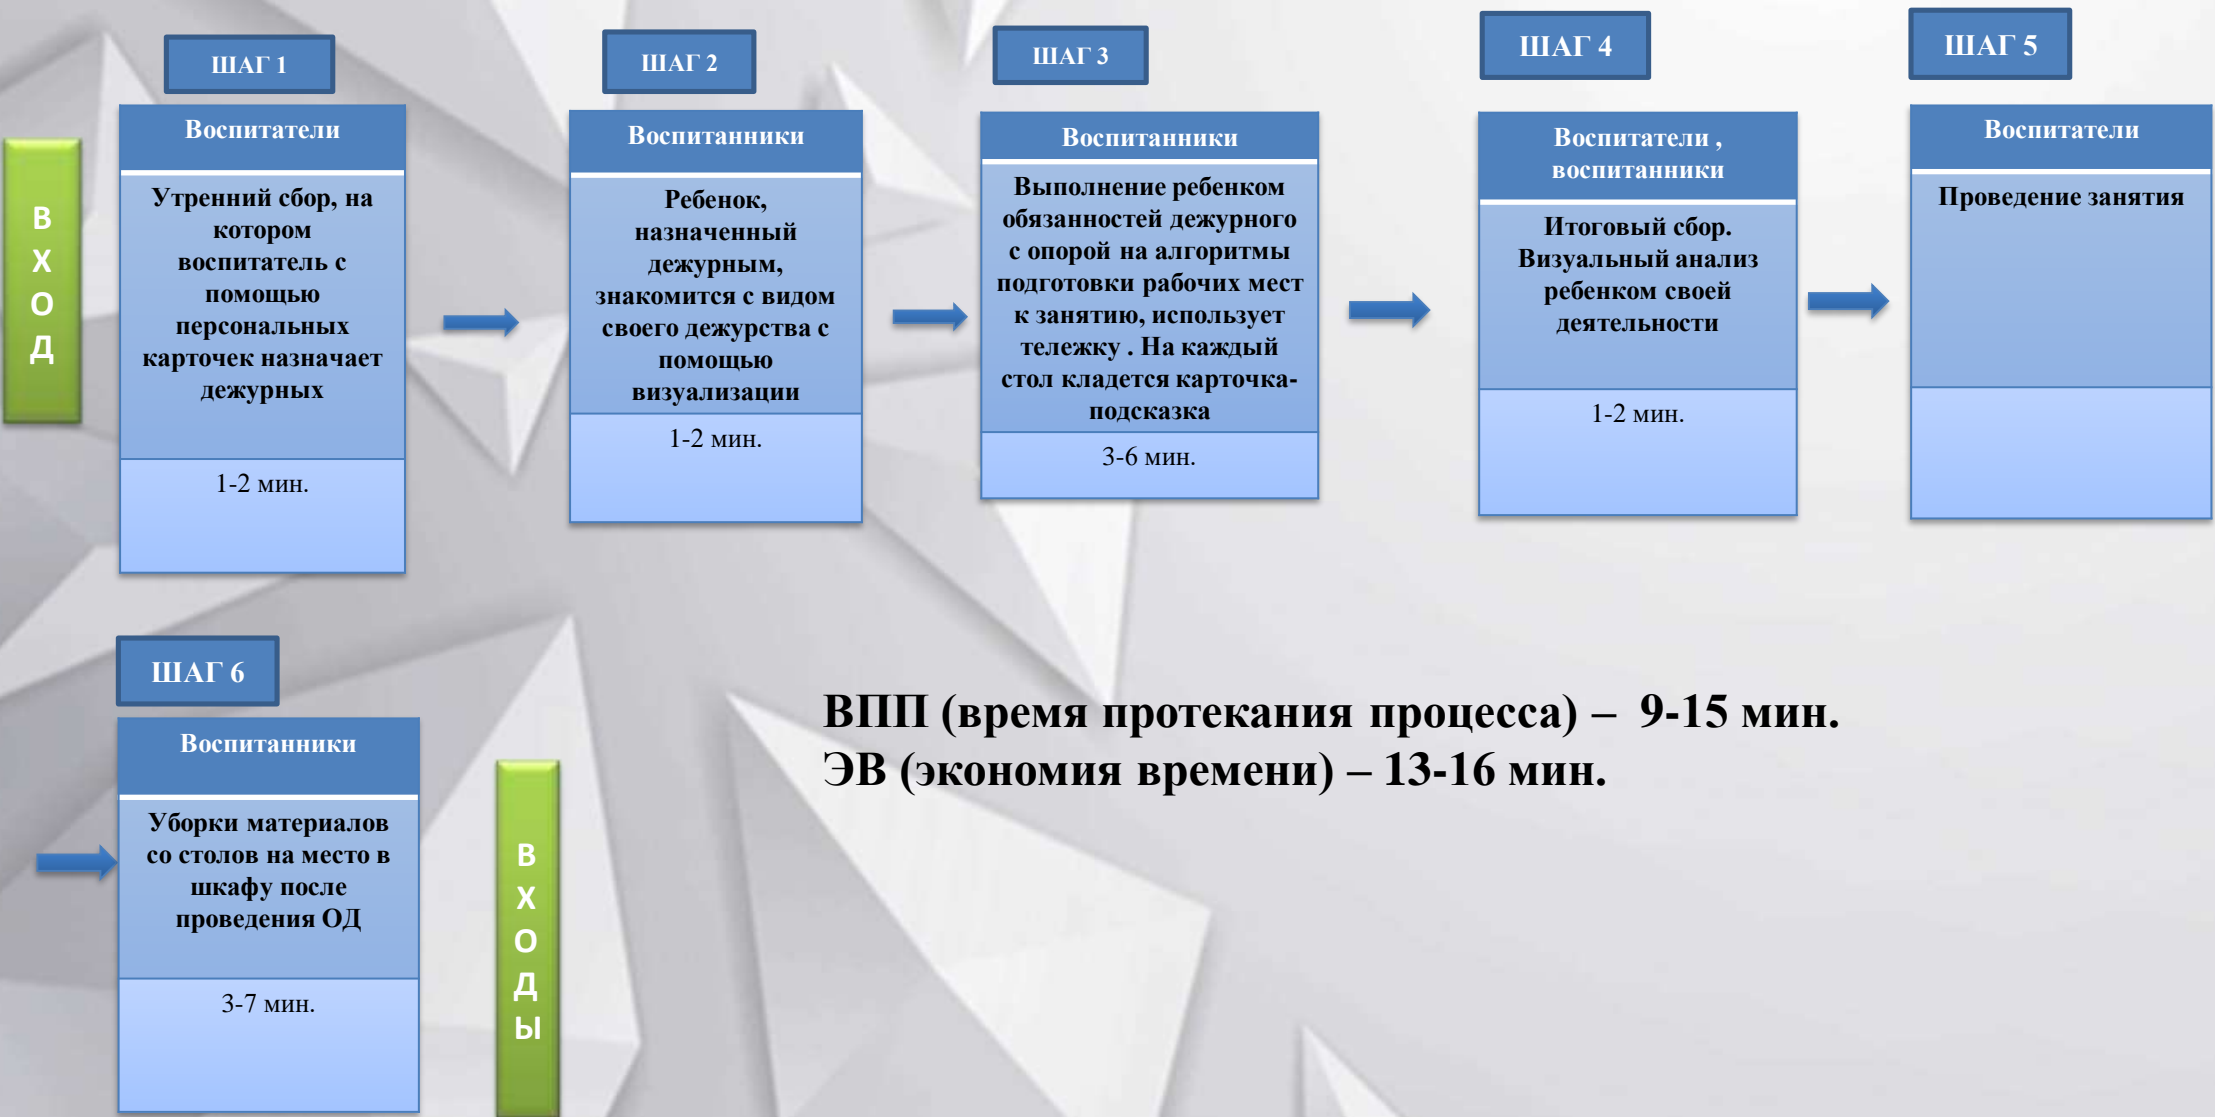 ВХОД
ШАГ 1
Воспитатели
Утренний сбор, на
котором
воспитатель с
помощью
персональных
карточек назначает
дежурных
1-2 мин.
ШАГ 2
Воспитанники
Ребенок,
назначенный
дежурным,
знакомится с видом
своего дежурства с
помощью
визуализации
1-2 мин.
ШАГ 3
Воспитанники
Выполнение ребенком
обязанностей дежурного
с опорой на алгоритмы
подготовки рабочих мест
к занятию, использует
тележку . На каждый
стол кладется карточка-
подсказка
3-6 мин.
ШАГ 4
Воспитатели ,
воспитанники
Итоговый сбор.
Визуальный анализ
ребенком своей
деятельности
1-2 мин.
ШАГ 5
Воспитатели
Проведение занятия
ШАГ 6
Воспитанники
Уборки материалов
со столов на место в
шкафу после
проведения ОД
3-7 мин.
ВХОДЫ
ВПП (время протекания процесса) – 9-15 мин.
ЭВ (экономия времени) – 13-16 мин.